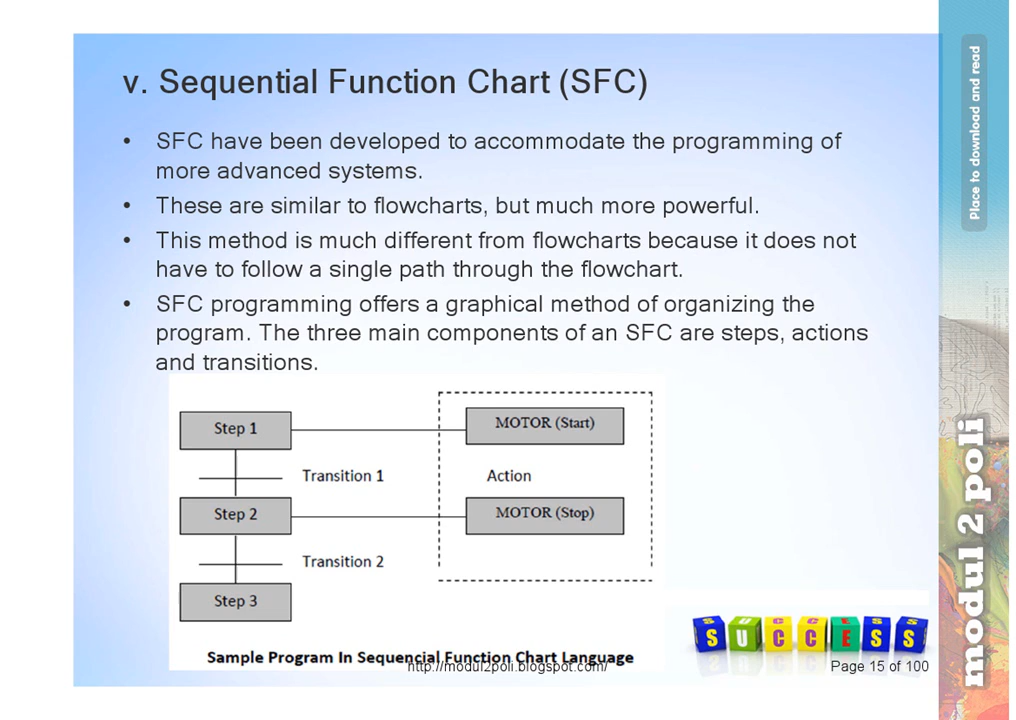 v. Sequential Function Chart (SFC)
• SFC have been developed to accommodate the programming of
more advanced systems.
• These are similar to flowcharts, but much more powerful.
• This method is much different from flowcharts because it does not
have to follow a single path through the flowchart.
• SFC programming offers a graphical method of organizing the
program. The three main components of an SFC are steps, actions
and transitions.
Step 1
MOTOR (Start)
Transition 1
Action
Step 2
MOTOR (Stop)
Transition 2
Step 3
Sample Program In Sequencial Function Chart Language
http://modul2poli.blogspot.com/
SUCCESS
Page 15 of 100
Place to download and read
modul 2 poli